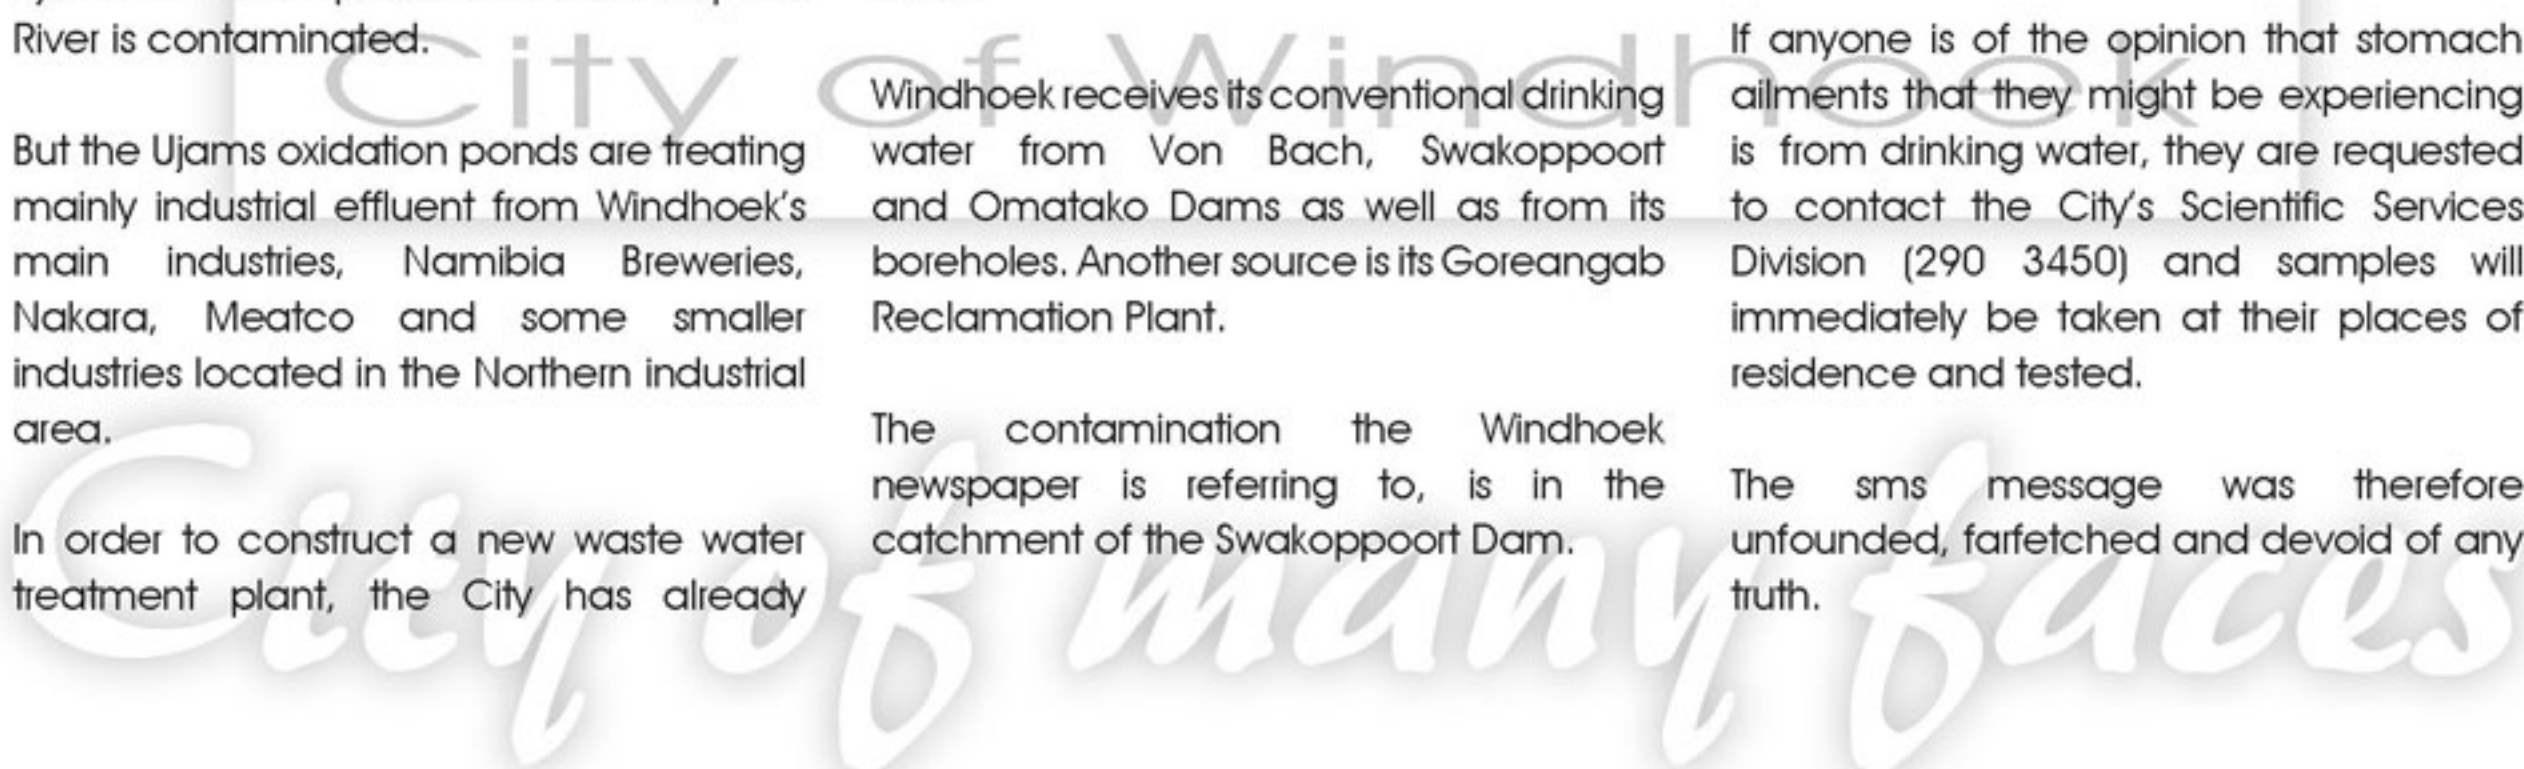 River is contaminated.
But the Ujams oxidation ponds are treating
mainly industrial effluent from Windhoek's
main industries, Namibia Breweries,
Nakara, Meatco and some smaller
industries located in the Northern industrial
area.
In order to construct a new waste water
treatment plant, the City has already
Windhoek receives its conventional drinking
water from Von Bach, Swakoppoort
and Omatako Dams as well as from its
boreholes. Another source is its Goreangab
Reclamation Plant.
The contamination the Windhoek
newspaper is referring to, is in the
catchment of the Swakoppoort Dam.
If anyone is of the opinion that stomach
ailments that they might be experiencing
is from drinking water, they are requested
to contact the City's Scientific Services
Division (290 3450) and samples will
immediately be taken at their places of
residence and tested.
The sms message was therefore
unfounded, farfetched and devoid of any
truth.
City of Windhoek
City of many faces